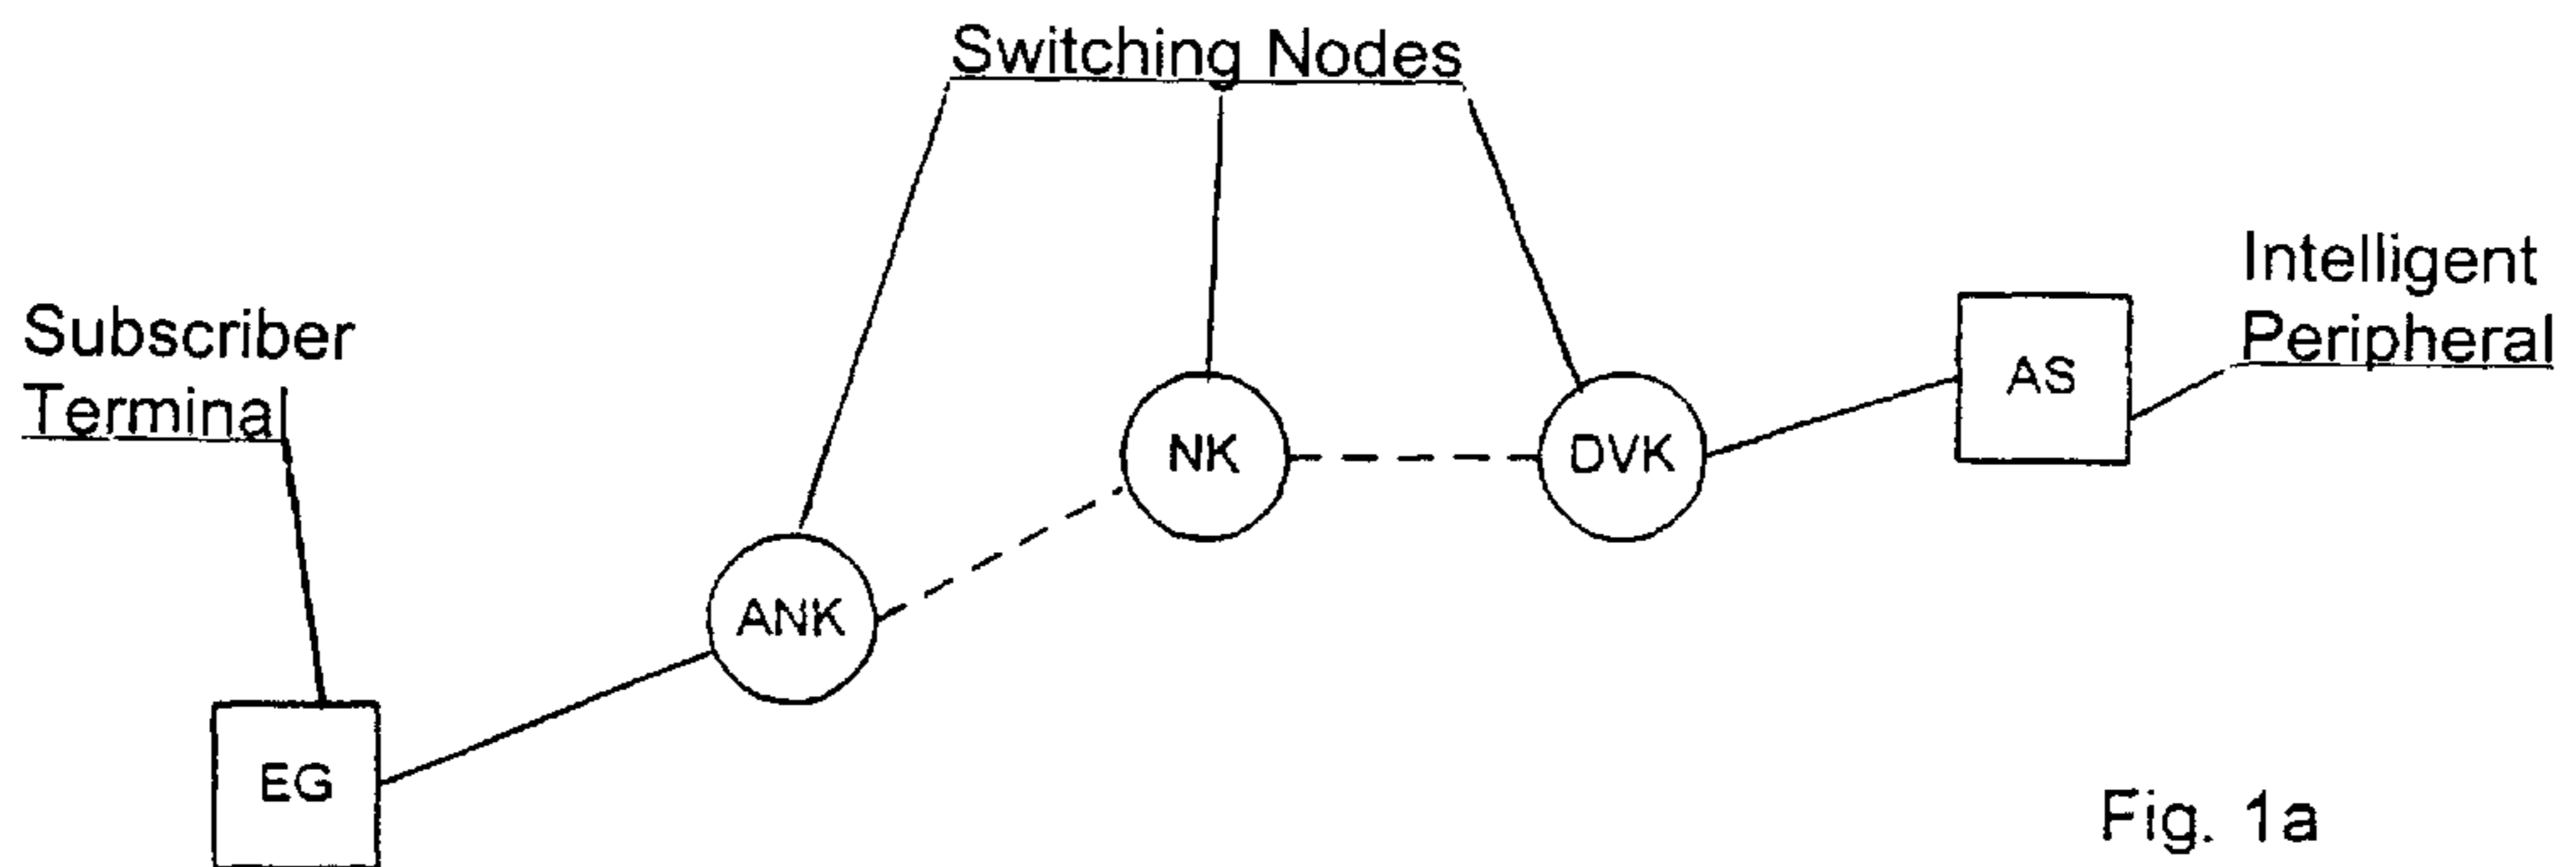 Switching Nodes
Intelligent
Peripheral
Subscriber
Terminal
AS
NK
DVK
ANK
EG
Fig. 1a